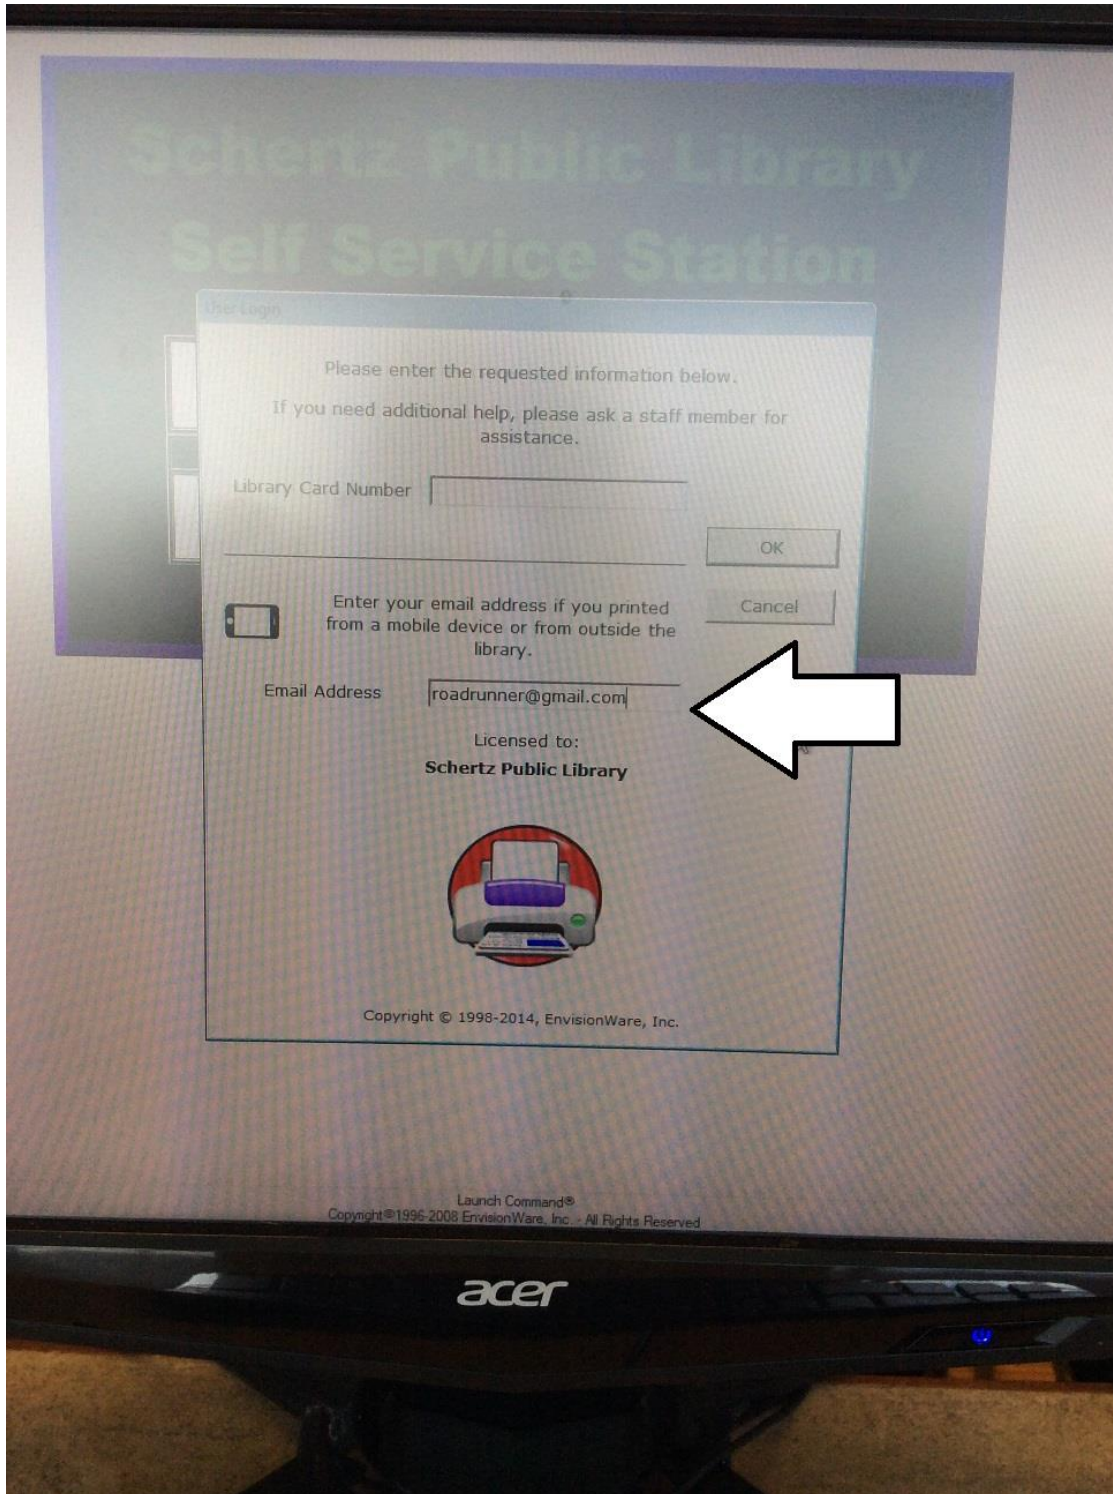 Schertz Public Library
Self Service Station
User Login
Please enter the requested information below.
If you need additional help, please ask a staff member for
assistance.
Library Card Number
OK
Enter your email address if you printed
from a mobile device or from outside the
library.
Cancel
Email Address
roadrunner@gmail.com
Licensed to:
Schertz Public Library
Copyright © 1998-2014, EnvisionWare, Inc.
Launch Command®
Copyright©1996-2008 EnvisionWare, Inc. - All Rights Reserved
acer